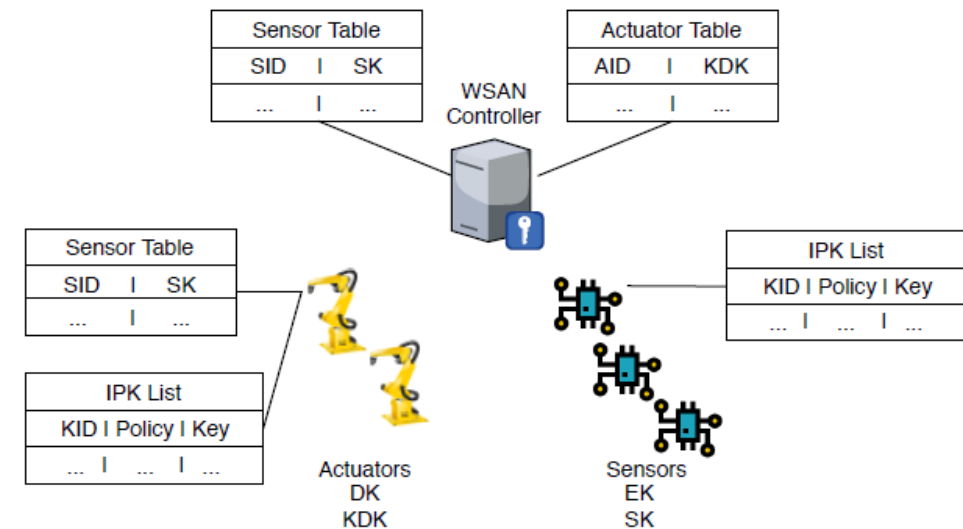 Sensor Table
SID I SK
... I ...
Actuator Table
AID I KDK
... I ...
WSAN
Controller
Sensor Table
SID I SK
... I ...
IPK List
KID I Policy I Key
... I ... I ...
IPK List
KID I Policy I Key
... I ... I ...
Actuators
DK
KDK
Sensors
EK
SK